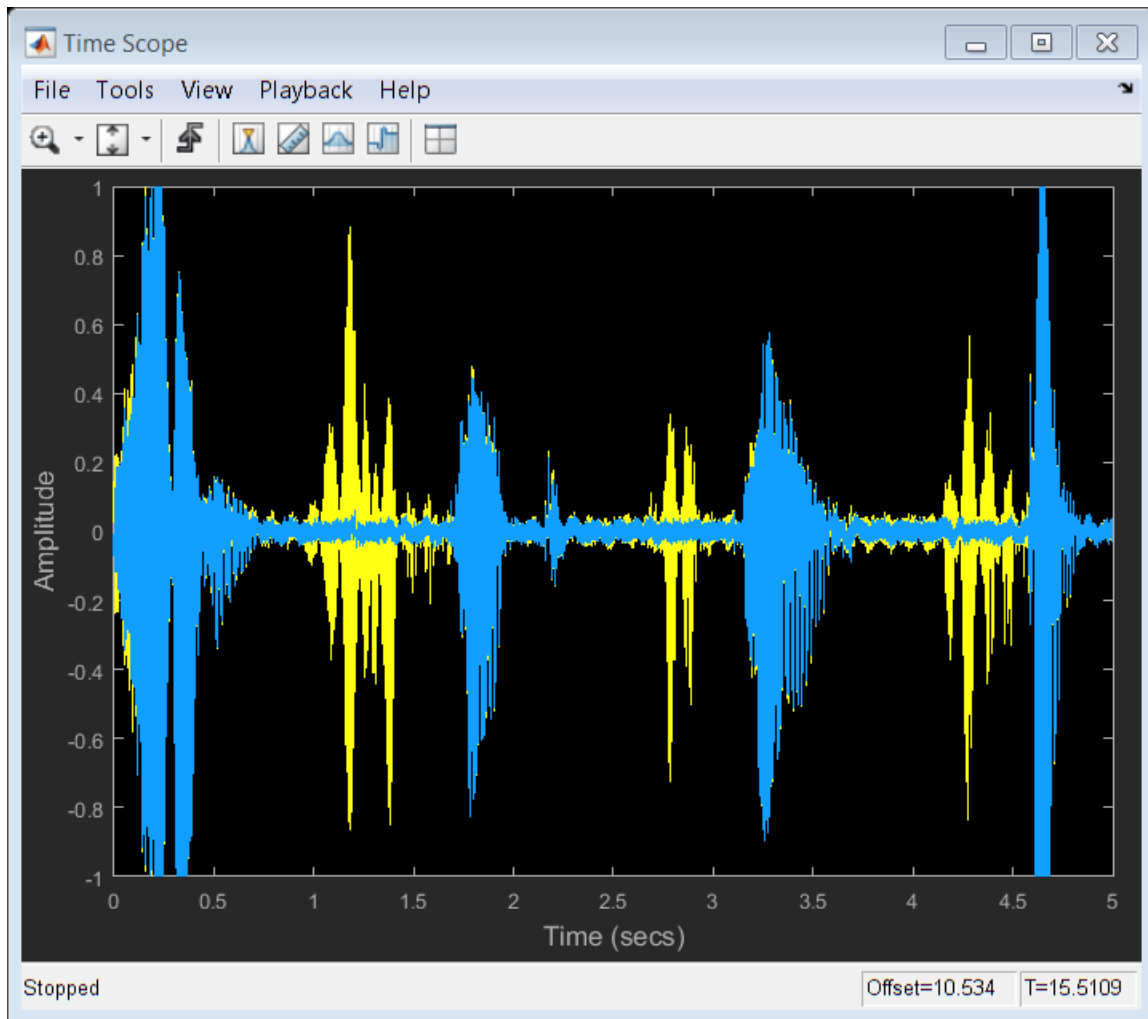 Time Scope
File Tools View Playback Help
1
0.8
0.6
0.4
0.2
0
-0.2
-0.4
-0.6
-0.8
-1
Amplitude
0 0.5 1 1.5 2 2.5 3 3.5 4 4.5 5
Time (secs)
Stopped Offset=10.534 T=15.5109